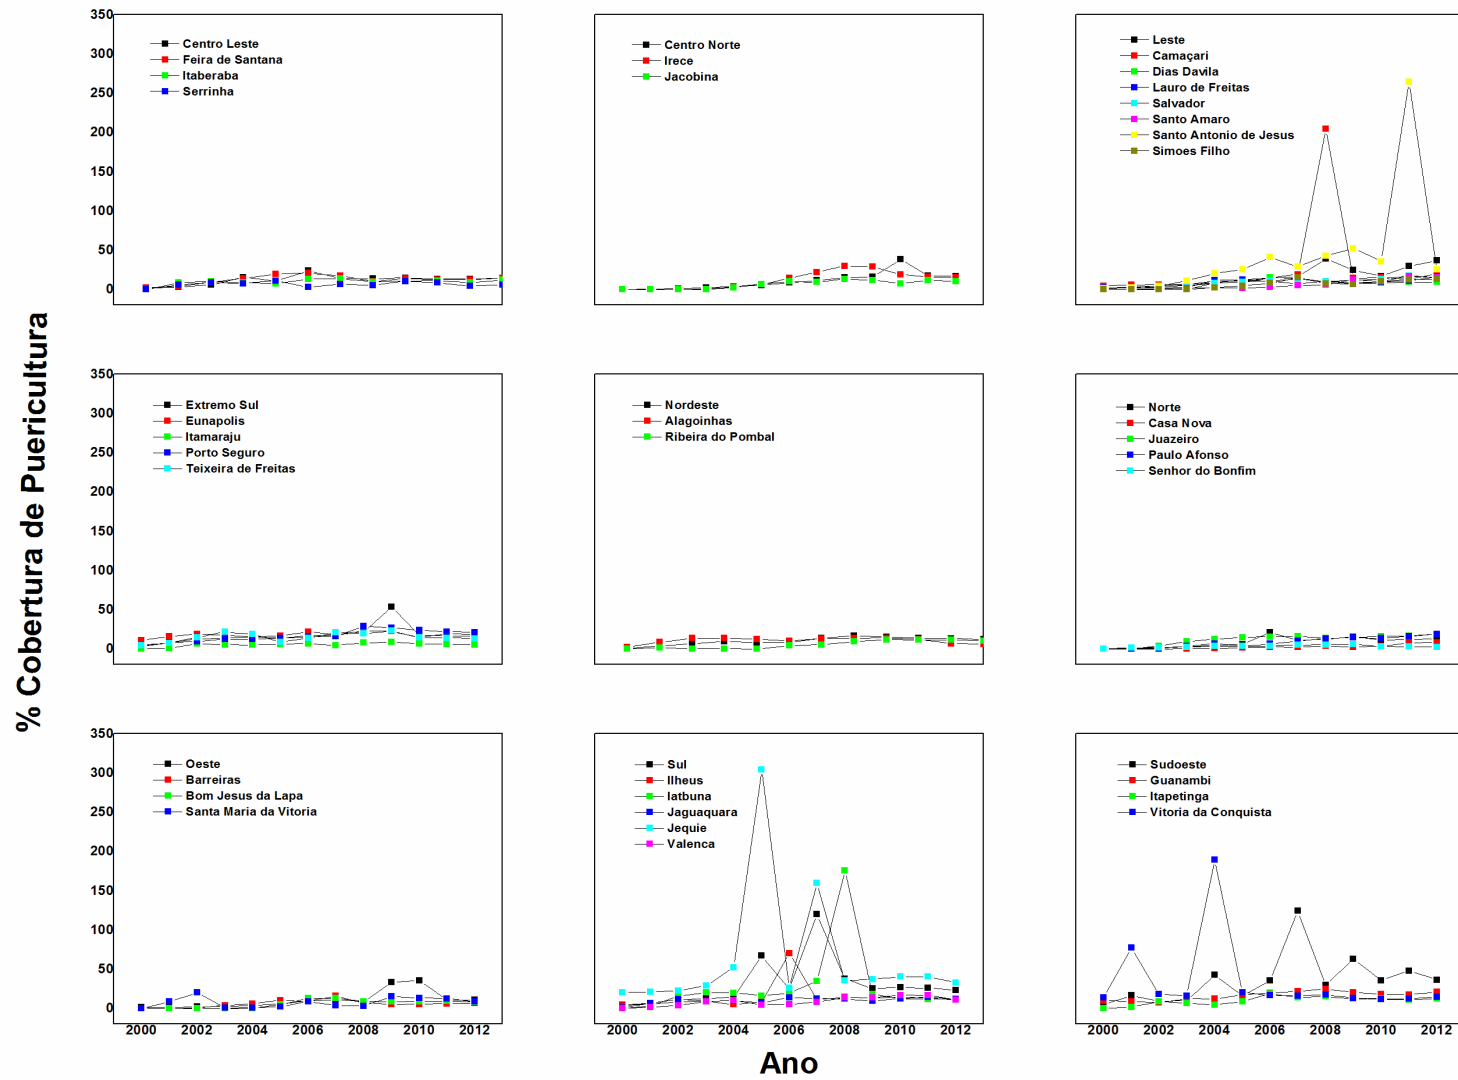 % Cobertura de Puericultura
350
300
250
200
150
100
50
0
Centro Leste
Feira de Santana
Itaberaba
Serrinha
Centro Norte
Irece
Jacobina
Leste
Camaçari
Dias Davila
Lauro de Freitas
Salvador
Santo Amaro
Santo Antonio de Jesus
Simoes Filho
350
300
250
200
150
100
50
0
Extremo Sul
Eunapolis
Itamaraju
Porto Seguro
Teixeira de Freitas
Nordeste
Alagoinhas
Ribeira do Pombal
Norte
Casa Nova
Juazeiro
Paulo Afonso
Senhor do Bonfim
350
300
250
200
150
100
50
0
Oeste
Barreiras
Bom Jesus da Lapa
Santa Maria da Vitoria
Sul
Ilheus
Iatbuna
Jaguaquara
Jequie
Valenca
Sudoeste
Guanambi
Itapetinga
Vitoria da Conquista
2000 2002 2004 2006 2008 2010 2012
2000 2002 2004 2006 2008 2010 2012
2000 2002 2004 2006 2008 2010 2012
Ano